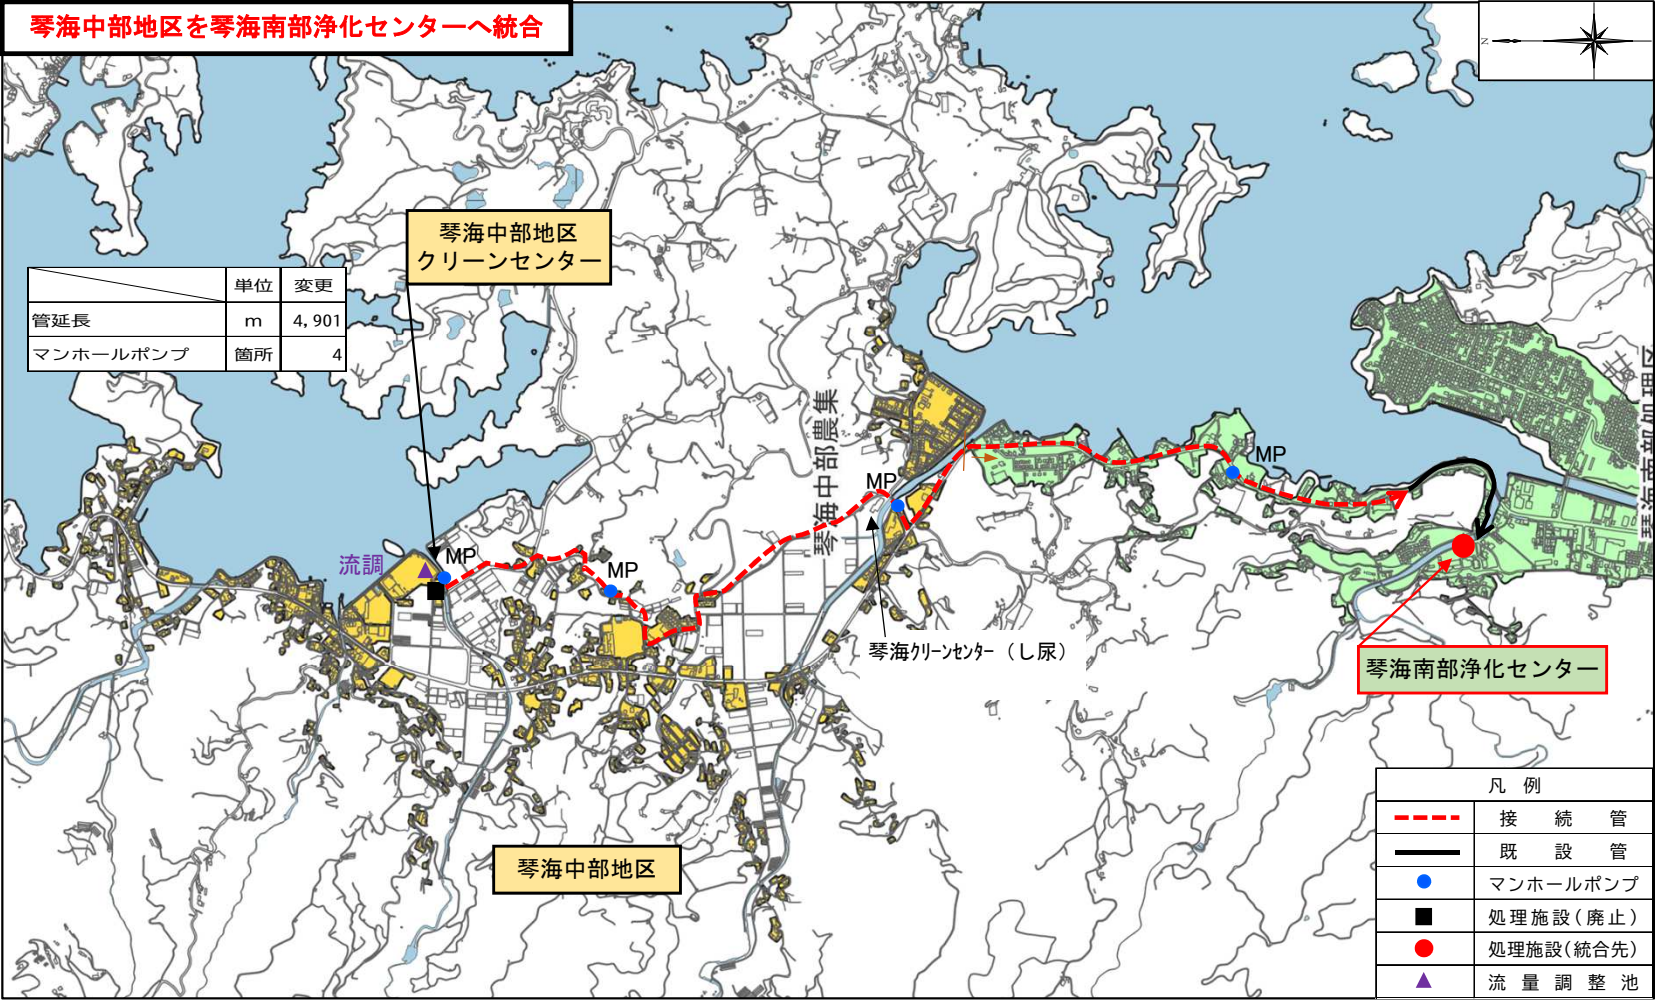 琴海中部地区を琴海南部浄化センターへ統合
N
琴海中部地区
クリーンセンター
単位 変更
管延長 m 4,901
マンホールポンプ 箇所 4
琴海中部農集
琴海南部処理区
MP
MP
MP
MP
流調
琴海クリーンセンター（し尿）
琴海南部浄化センター
琴海中部地区
凡 例
接 続 管
既 設 管
マンホールポンプ
処理施設(廃止)
処理施設(統合先)
流 量 調 整 池